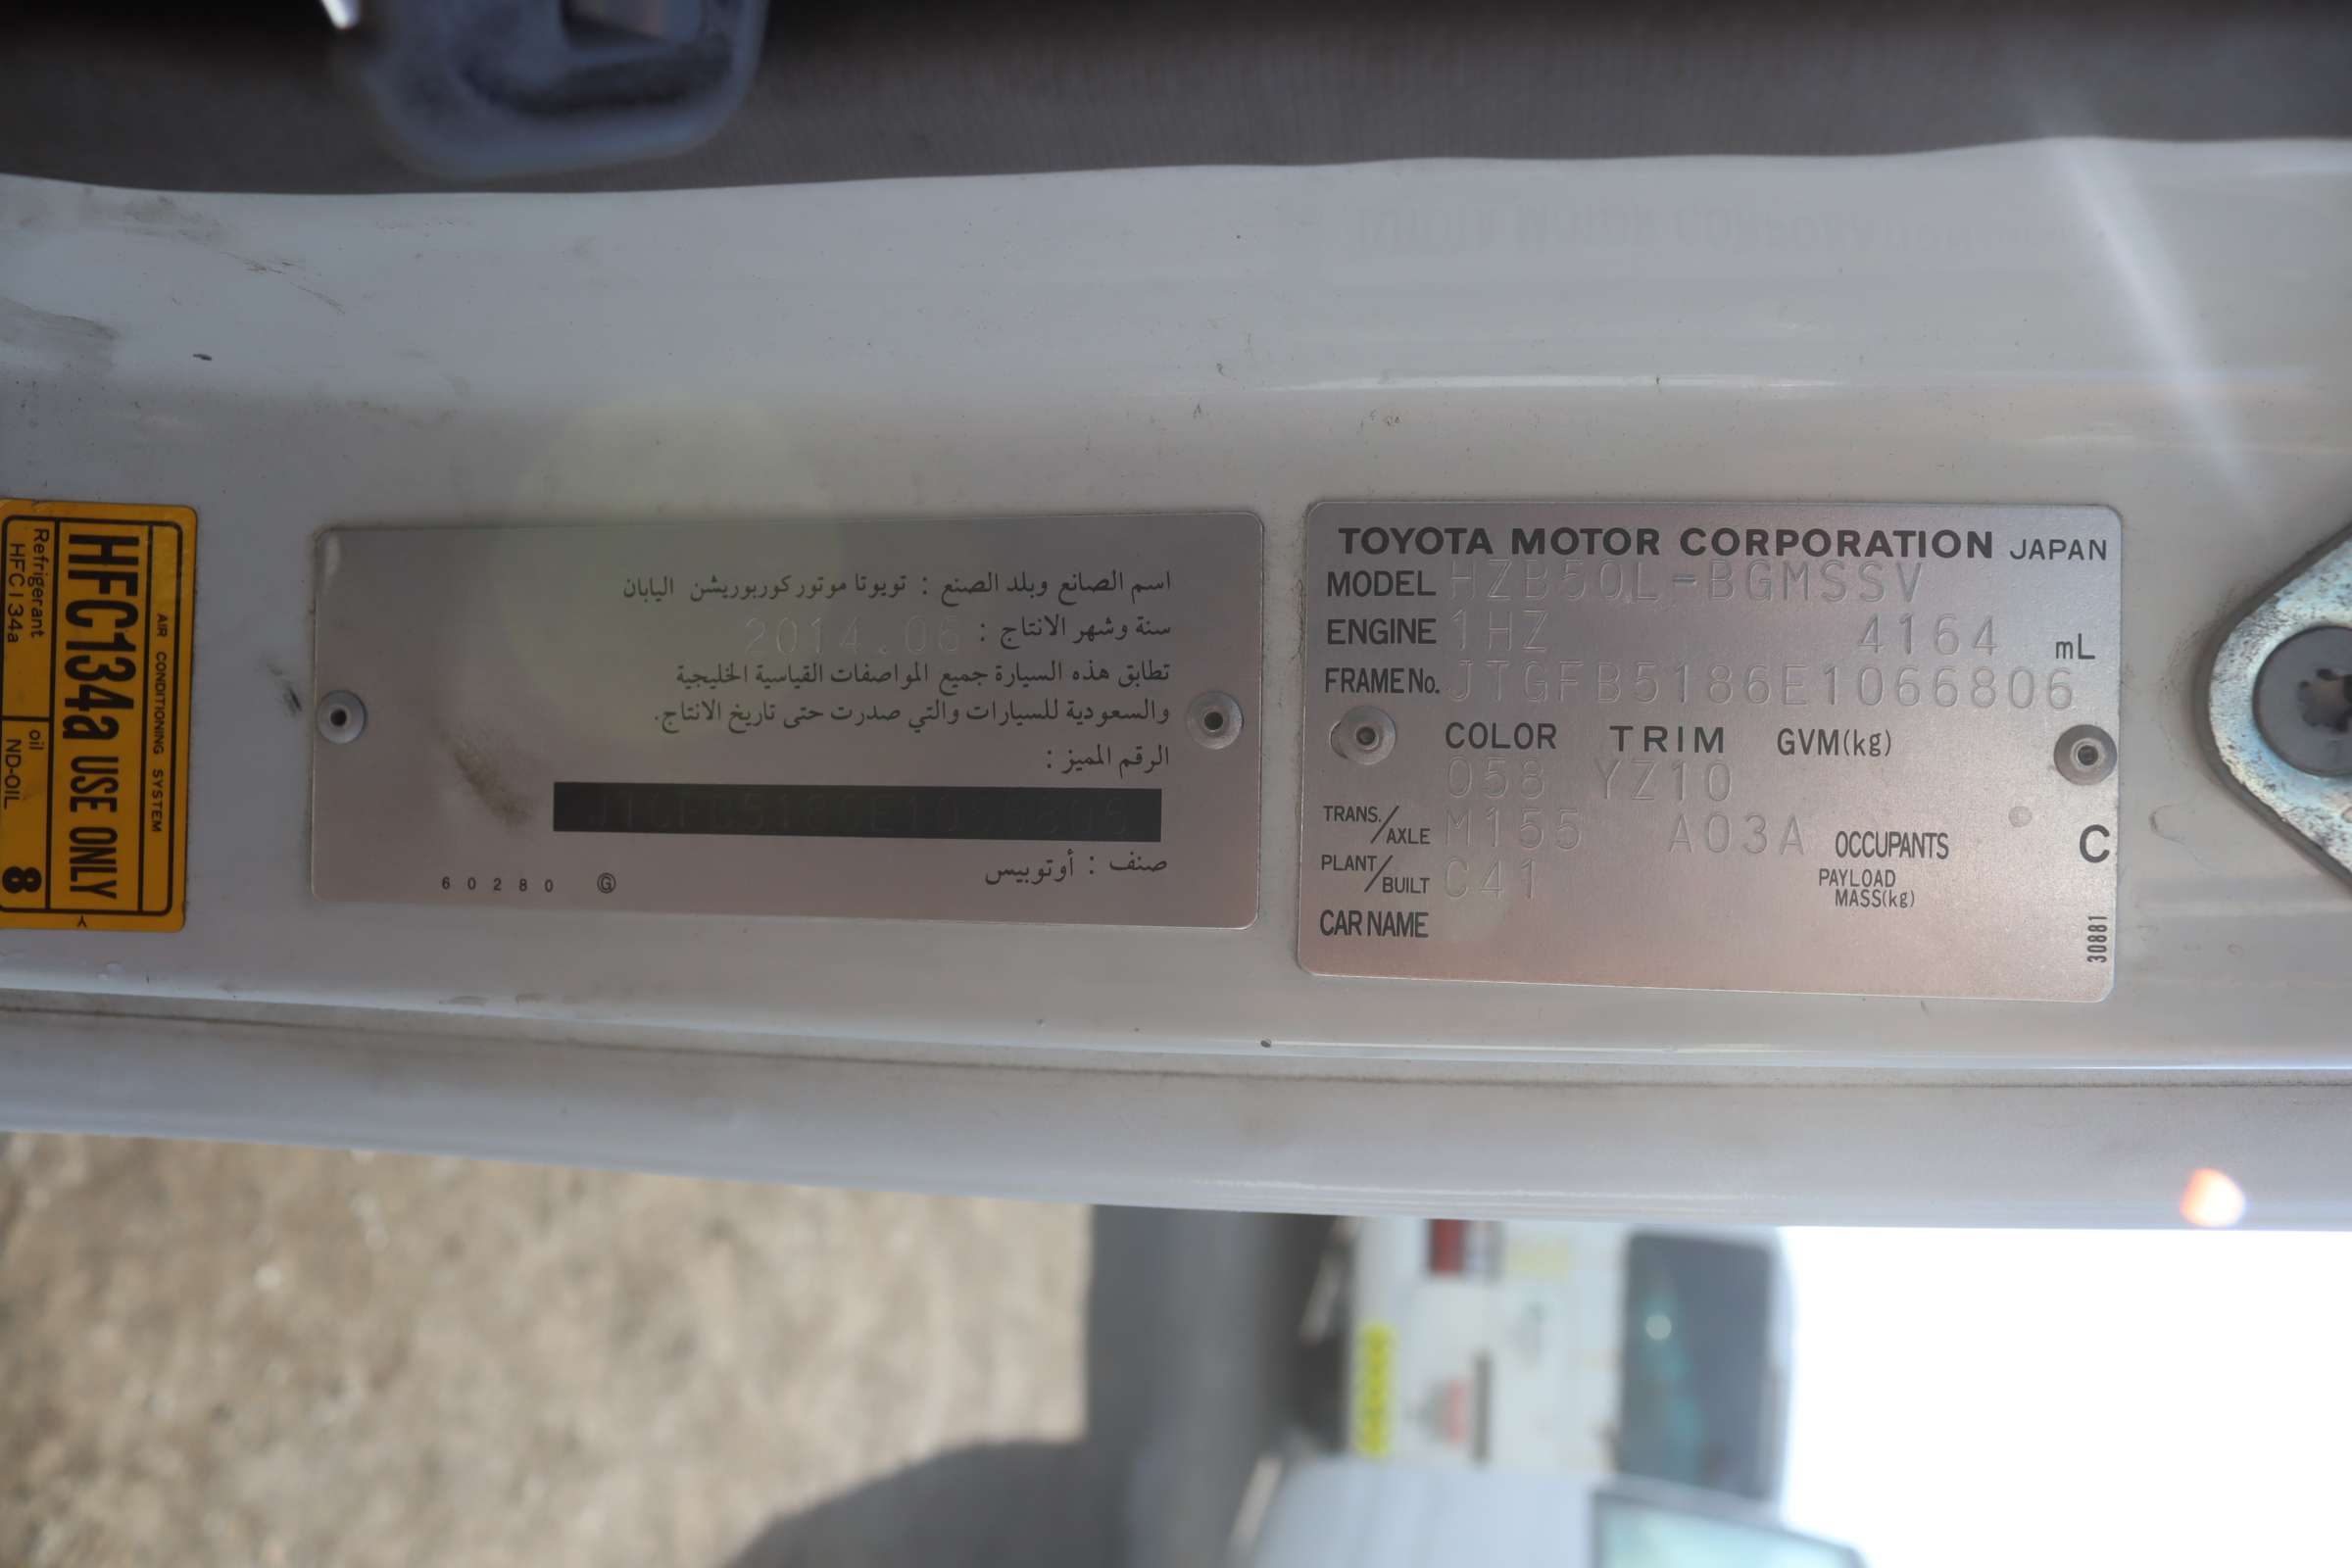 AIR CONDITIONING SYSTEM
HFC134a USE ONLY
Refrigerant
HFC134a
oil
ND-OIL
8
اسم الصانع وبلد الصنع : تويوتا موتور كوربوريشن اليابان
سنة وشهر الانتاج : 2014.06
تطابق هذه السيارة جميع المواصفات القياسية الخليجية
والسعودية للسيارات والتي صدرت حتى تاريخ الانتاج.
الرقم المميز :
JTGFB5186E1066806
صنف : أوتوبيس
60280 G
TOYOTA MOTOR CORPORATION JAPAN
MODEL HZB50L-BGMSSV
ENGINE 1HZ 4164 mL
FRAME No. JTGFB5186E1066806
COLOR TRIM GVM(kg)
058 YZ10
TRANS./AXLE M155 A03A OCCUPANTS C
PLANT/BUILT C41 PAYLOAD MASS(kg)
CAR NAME
30881